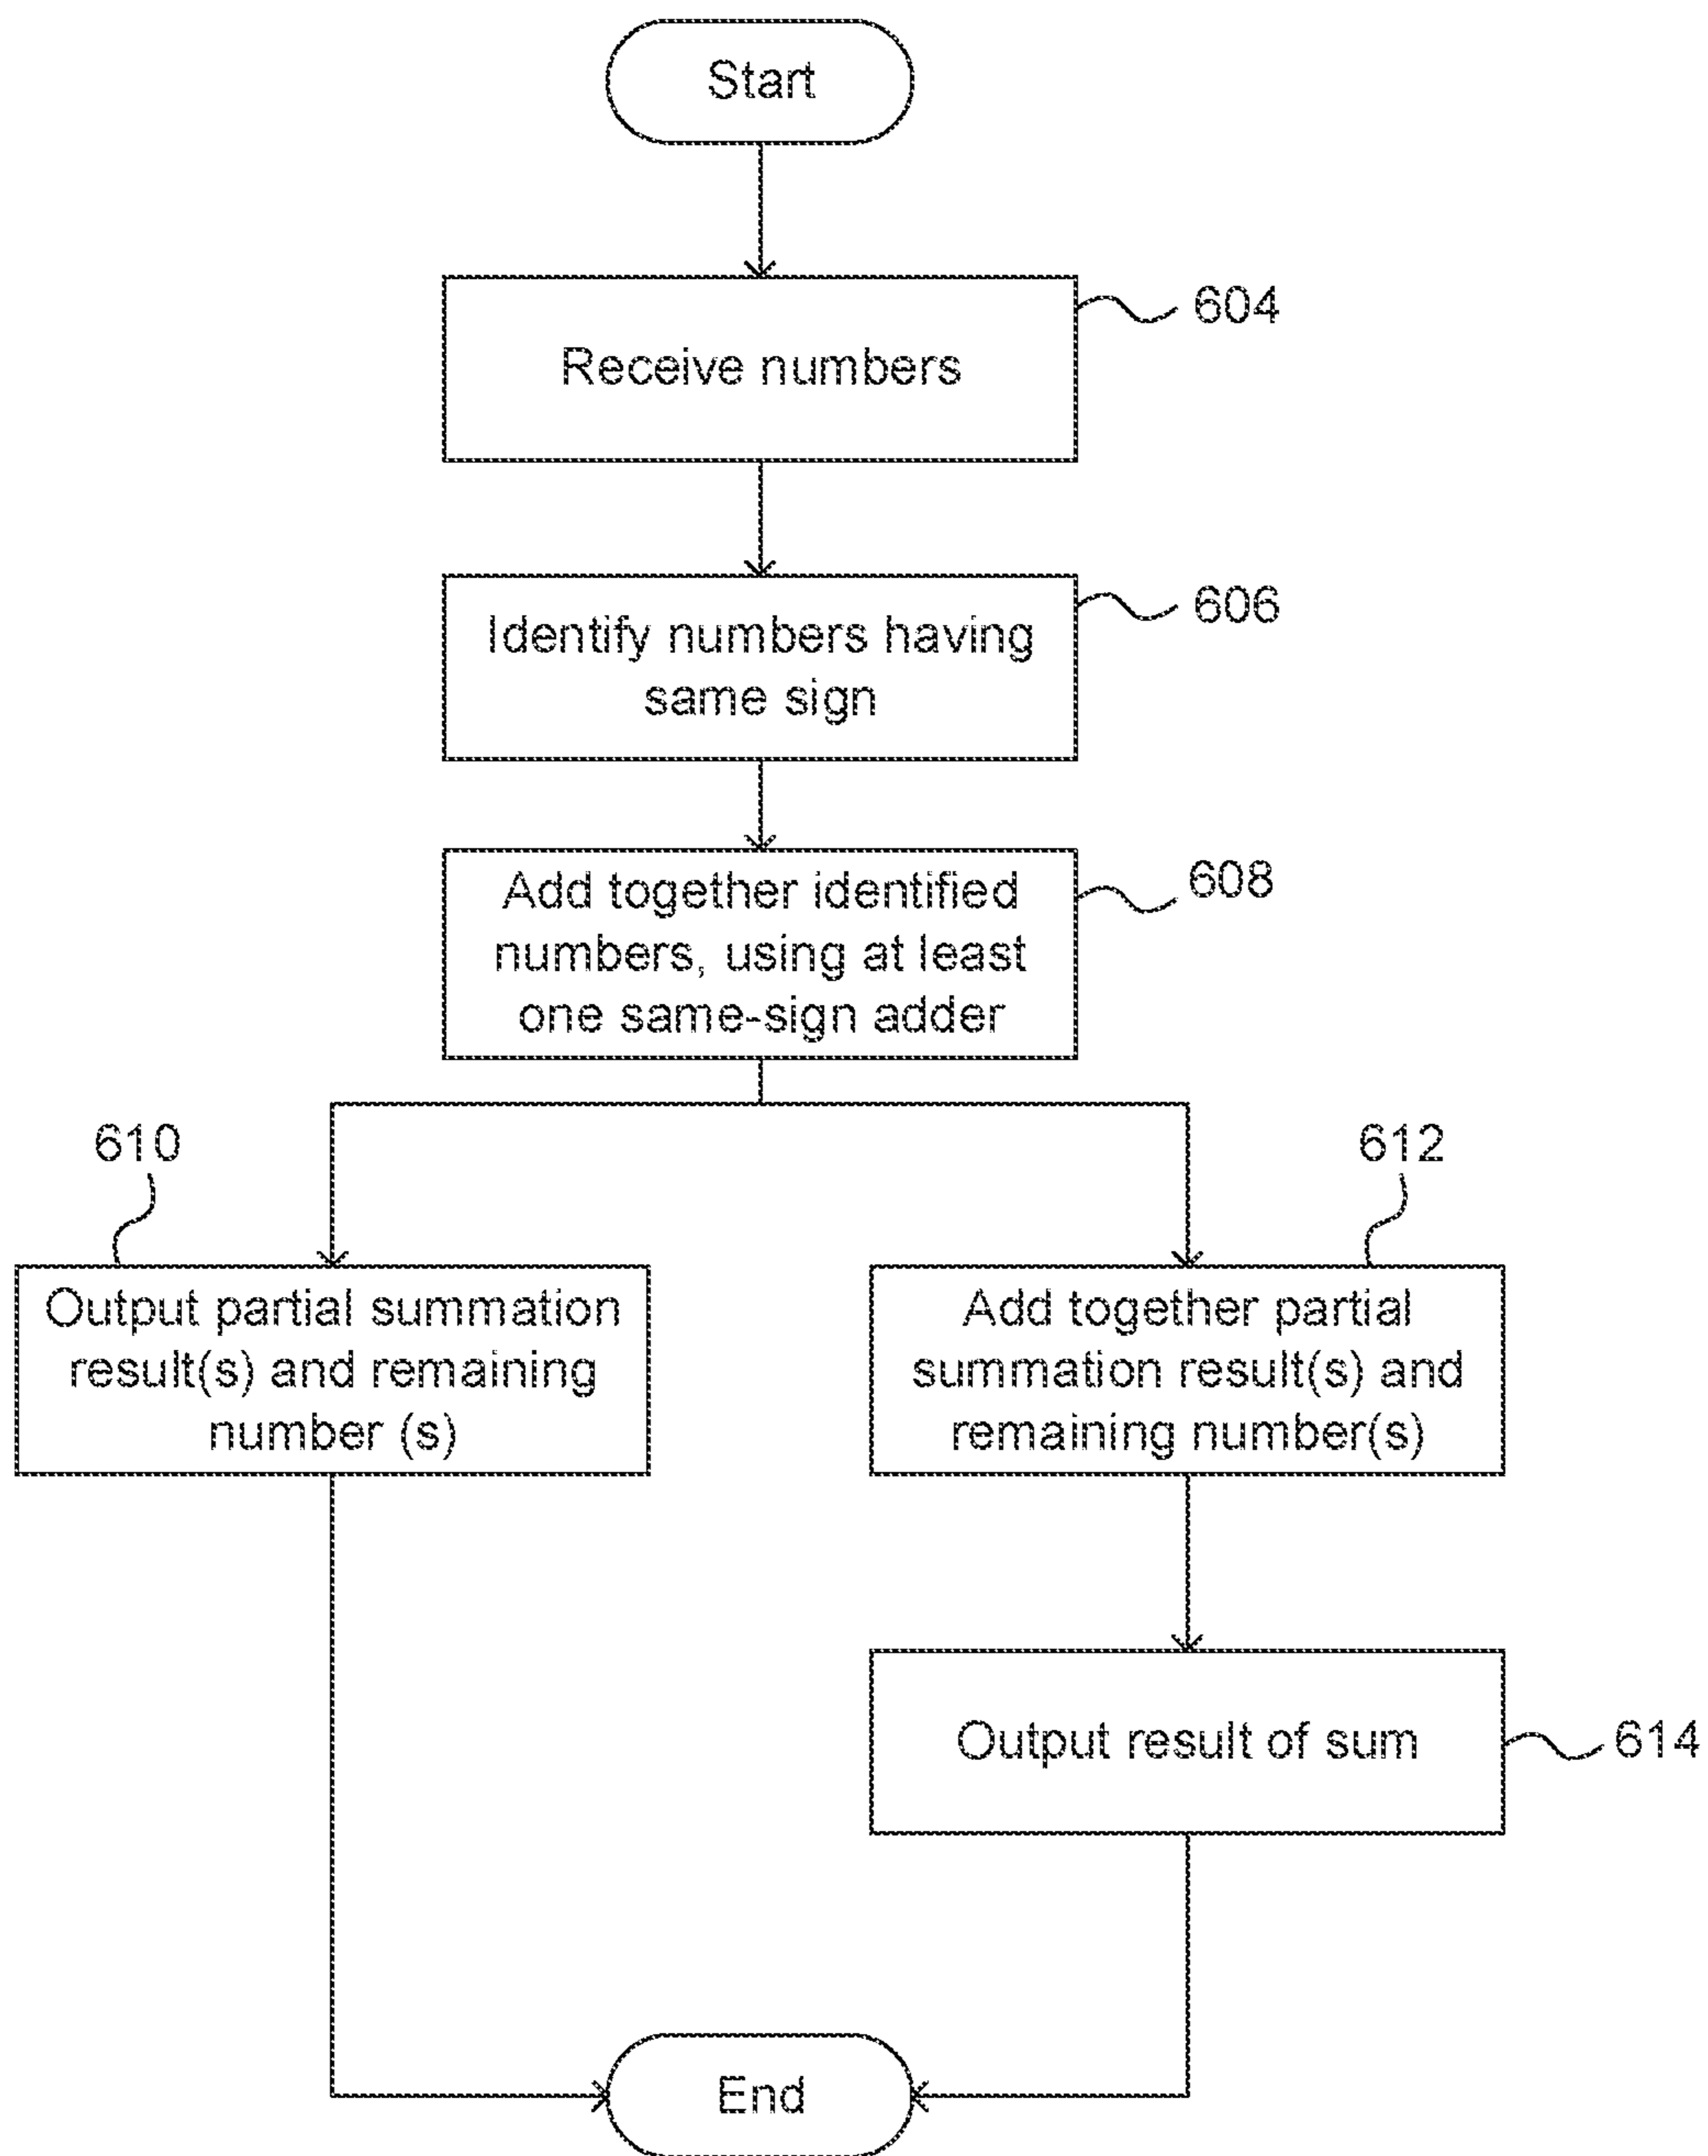 Start
604
Receive numbers
606
Identify numbers having
same sign
608
Add together identified
numbers, using at least
one same-sign adder
610
612
Output partial summation
result(s) and remaining
number (s)
Add together partial
summation result(s) and
remaining number(s)
Output result of sum
614
End